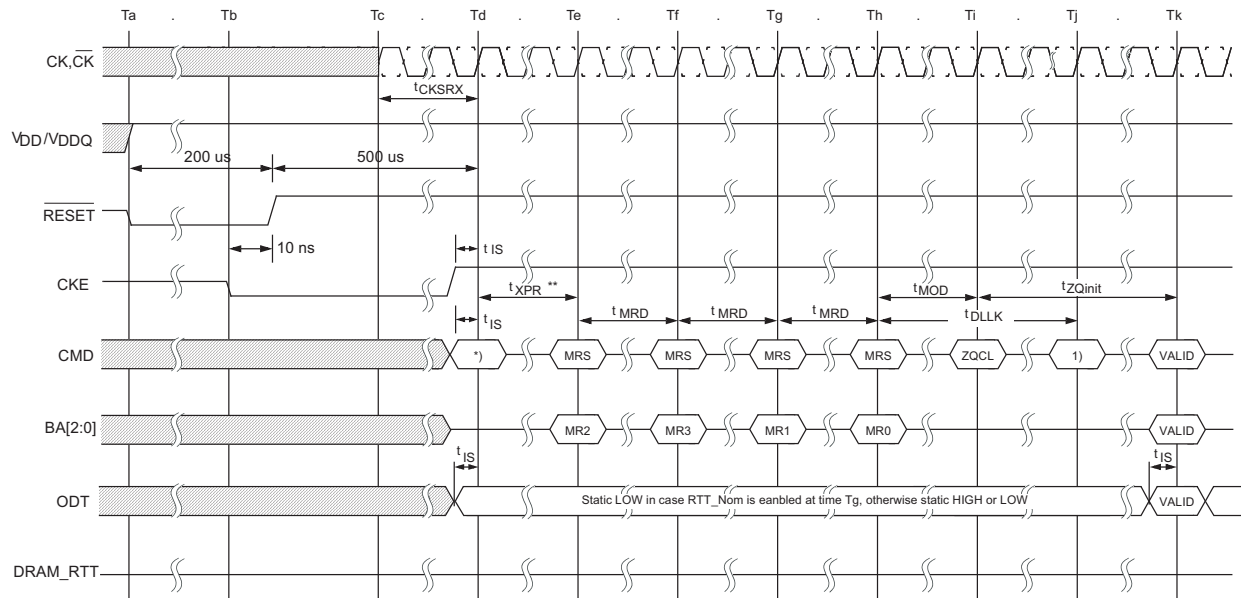 Ta . Tb Tc . Td . Te . Tf . Tg . Th . Ti . Tj . Tk
CK,CK
tCKSRX
VDD/VDDQ
200 us 500 us
RESET
10 ns tIS
CKE
tXPR ** tMOD tZQinit
tIS tMRD tMRD tMRD tDLLK
CMD *) MRS MRS MRS MRS ZQCL 1) VALID
BA[2:0] MR2 MR3 MR1 MR0 VALID
tIS tIS
ODT Static LOW in case RTT_Nom is eanbled at time Tg, otherwise static HIGH or LOW VALID
DRAM_RTT